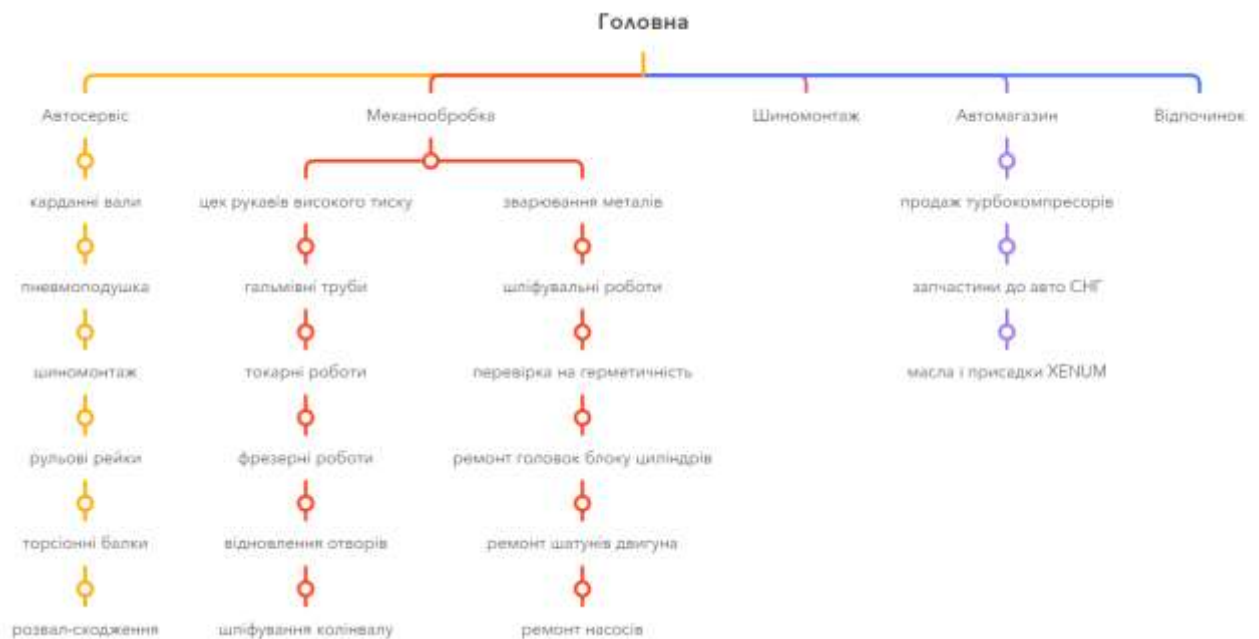 Головна
Автосервіс
Механообробка
Шиномонтаж
Автомагазин
Відпочинок
карданні вали
цех рукавів високого тиску
зварювання металів
продаж турбокомпресорів
пневмоподушка
гальмівні труби
шліфувальні роботи
запчастини до авто СНГ
шиномонтаж
токарні роботи
перевірка на герметичність
масла і присадки XENUM
рульові рейки
фрезерні роботи
ремонт головок блоку циліндрів
торсіонні балки
відновлення отворів
ремонт шатунів двигуна
розвал-сходження
шліфування колінвалу
ремонт насосів